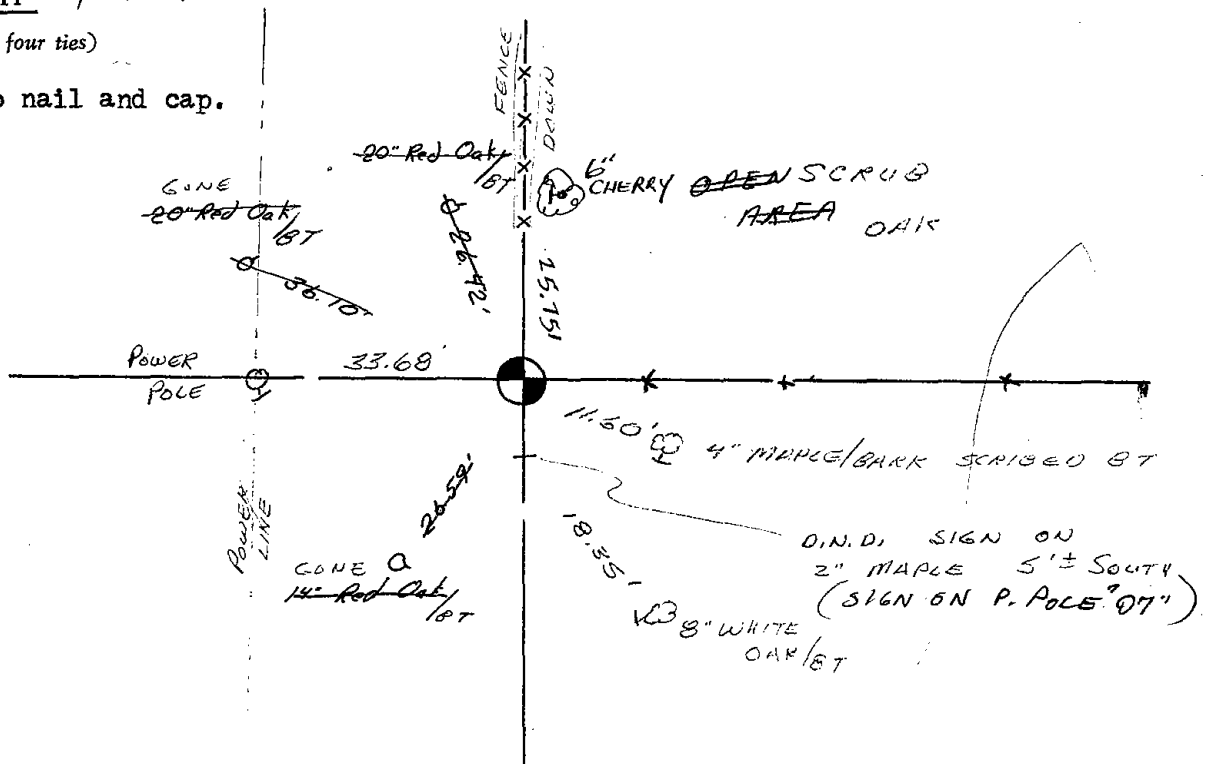 four ties)
nail and cap.
FENCE
DOWN
20" Red Oak/
BT
6"
CHERRY OPEN SCRUB
AREA OAK
GONE
20" Red Oak/
BT
26.42'
36.10
25.75'
POWER
POLE
33.68'
11.60'
4" MAPLE/BARK SCRIBED BT
26.59'
POWER
LINE
GONE
14" Red Oak/
BT
18.35'
8" WHITE
OAK/BT
D.N.D. SIGN ON
2" MAPLE 5'± SOUTH
(SIGN ON P. POLE "07")